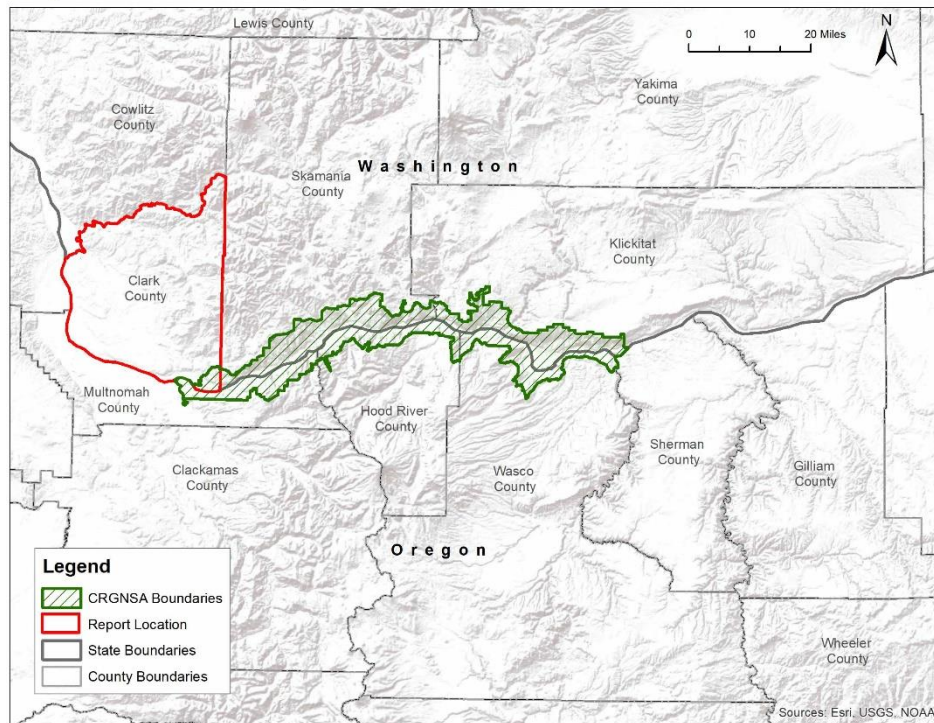 Lewis County
N
0 10 20 Miles
Yakima
County
Cowlitz
County
Washington
Skamania
County
Klickitat
County
Clark
County
Multnomah
County
Hood River
County
Sherman
County
Clackamas
County
Wasco
County
Gilliam
County
Oregon
Legend
CRGNSA Boundaries
Report Location
State Boundaries
County Boundaries
Wheeler
County
Sources: Esri, USGS, NOAA